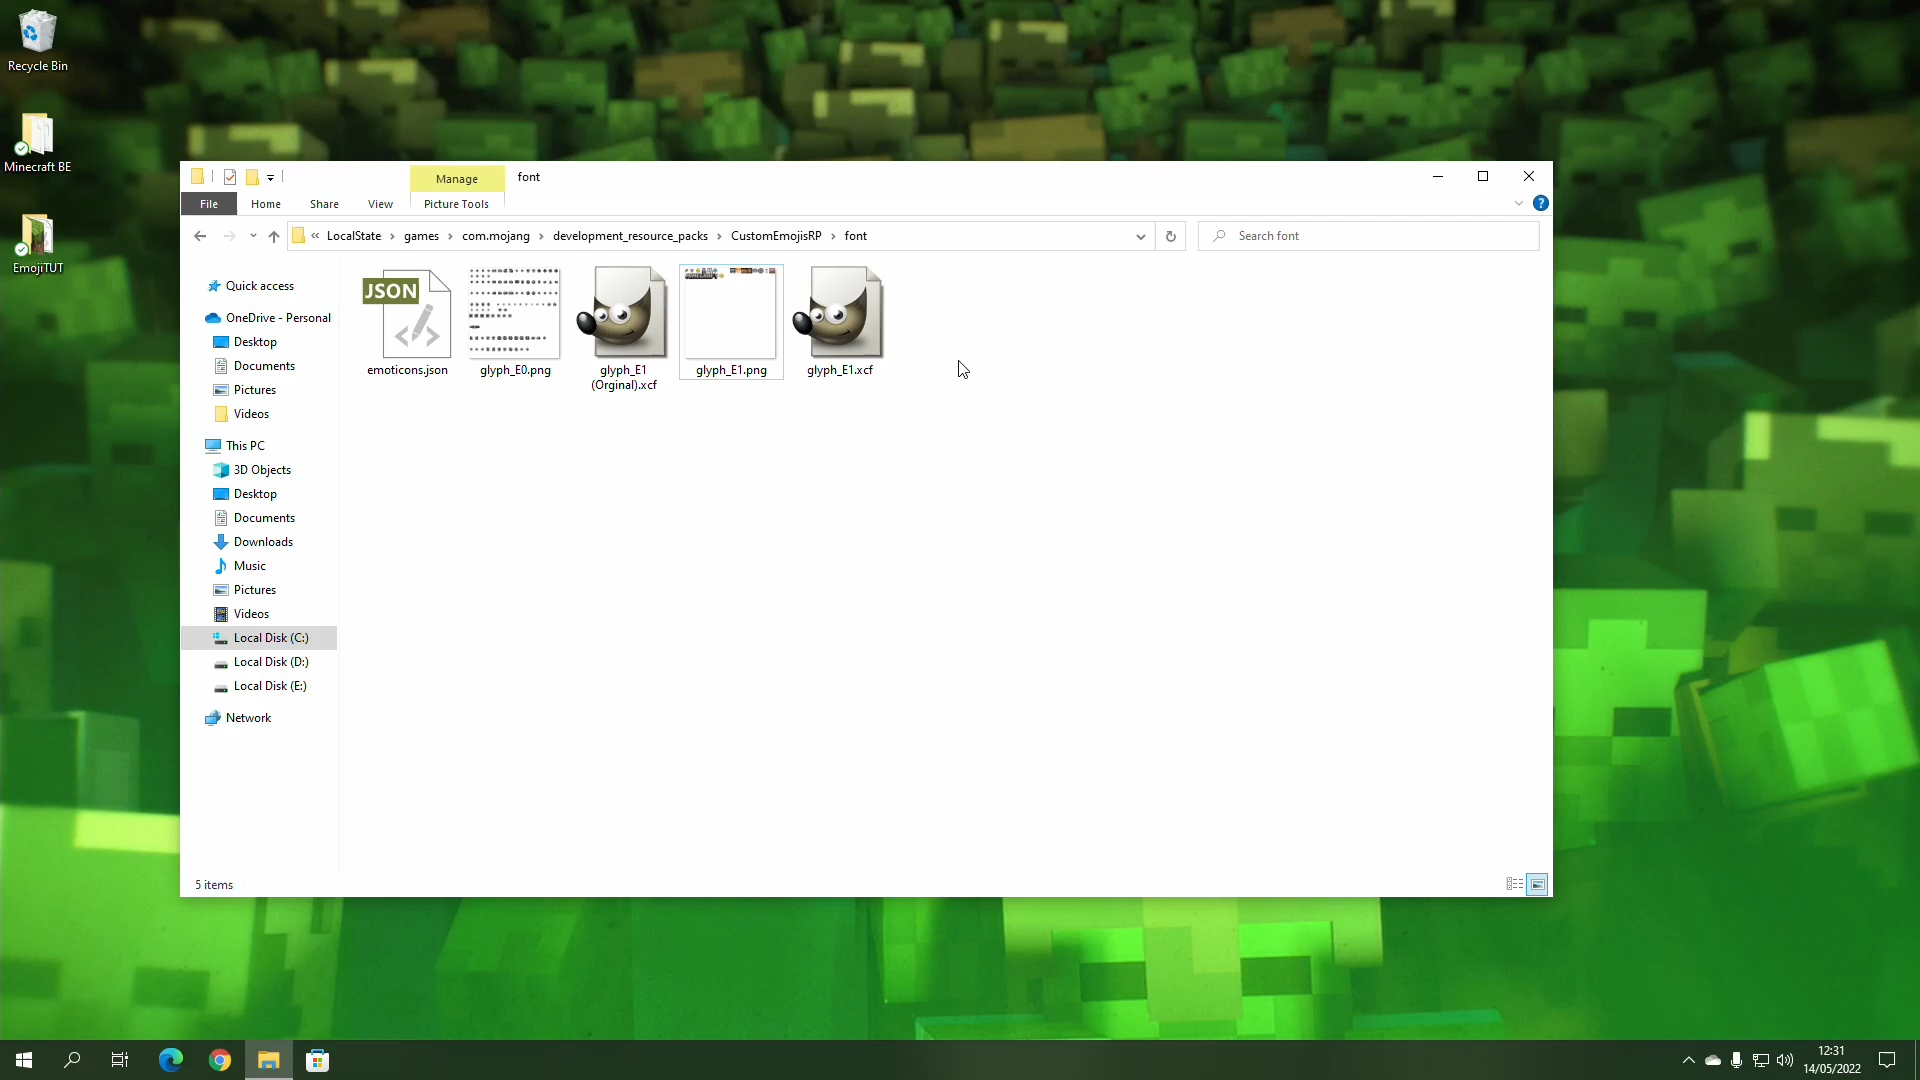 Recycle Bin
Minecraft BE
EmojiTUT
Manage
font
File
Home
Share
View
Picture Tools
« LocalState › games › com.mojang › development_resource_packs › CustomEmojisRP › font
Search font
Quick access
OneDrive - Personal
Desktop
Documents
Pictures
Videos
This PC
3D Objects
Desktop
Documents
Downloads
Music
Pictures
Videos
Local Disk (C:)
Local Disk (D:)
Local Disk (E:)
Network
JSON
emoticons.json
glyph_E0.png
glyph_E1
(Orginal).xcf
glyph_E1.png
glyph_E1.xcf
5 items
12:31
14/05/2022